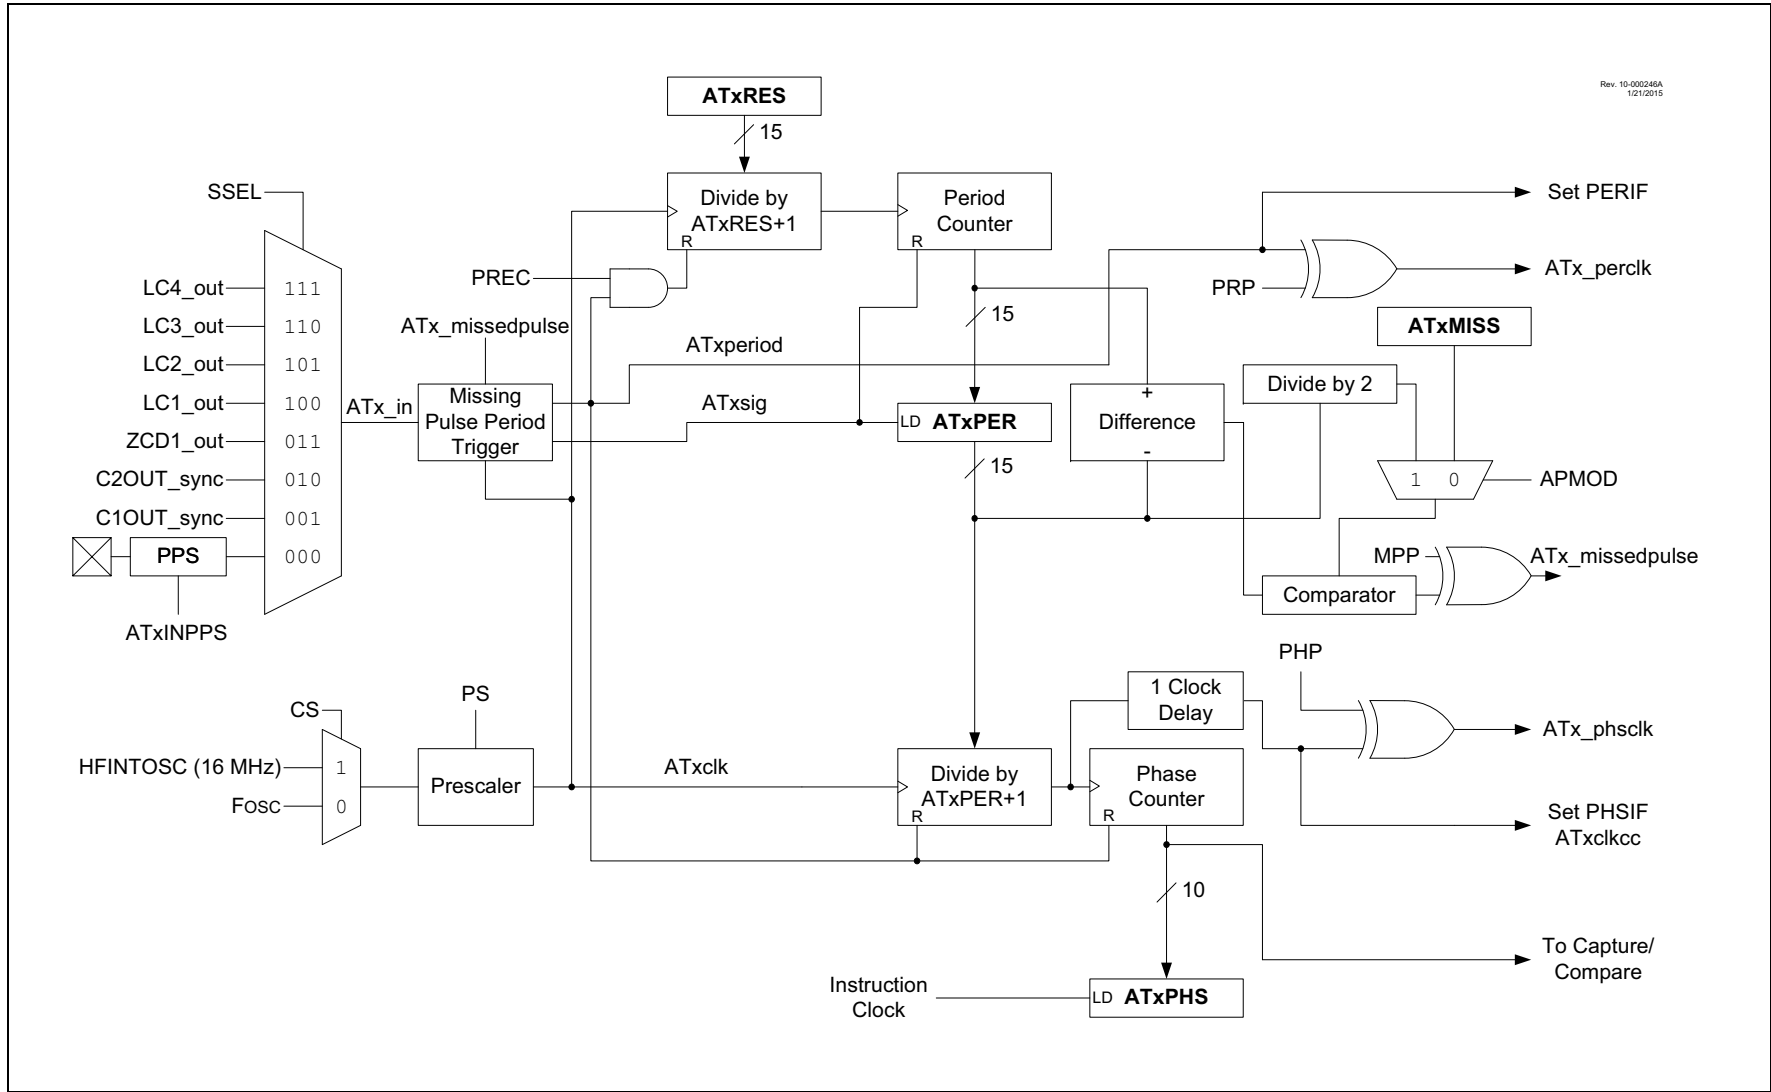 Rev. 10-000246A
1/21/2015
ATxRES
15
SSEL
Divide by
ATxRES+1
R
Period
Counter
R
Set PERIF
PREC
ATx_perclk
PRP
LC4_out
111
LC3_out
110
LC2_out
101
LC1_out
100
ZCD1_out
011
C2OUT_sync
010
C1OUT_sync
001
PPS
000
ATxINPPS
ATx_in
ATx_missedpulse
Missing
Pulse Period
Trigger
ATxperiod
ATxsig
15
LD ATxPER
15
+
Difference
-
ATxMISS
Divide by 2
1 0
APMOD
MPP
ATx_missedpulse
Comparator
PHP
1 Clock
Delay
ATx_phsclk
CS
PS
HFINTOSC (16 MHz)
1
FOSC
0
Prescaler
ATxclk
Divide by
ATxPER+1
R
Phase
Counter
R
Set PHSIF
ATxclkcc
10
To Capture/
Compare
Instruction
Clock
LD ATxPHS